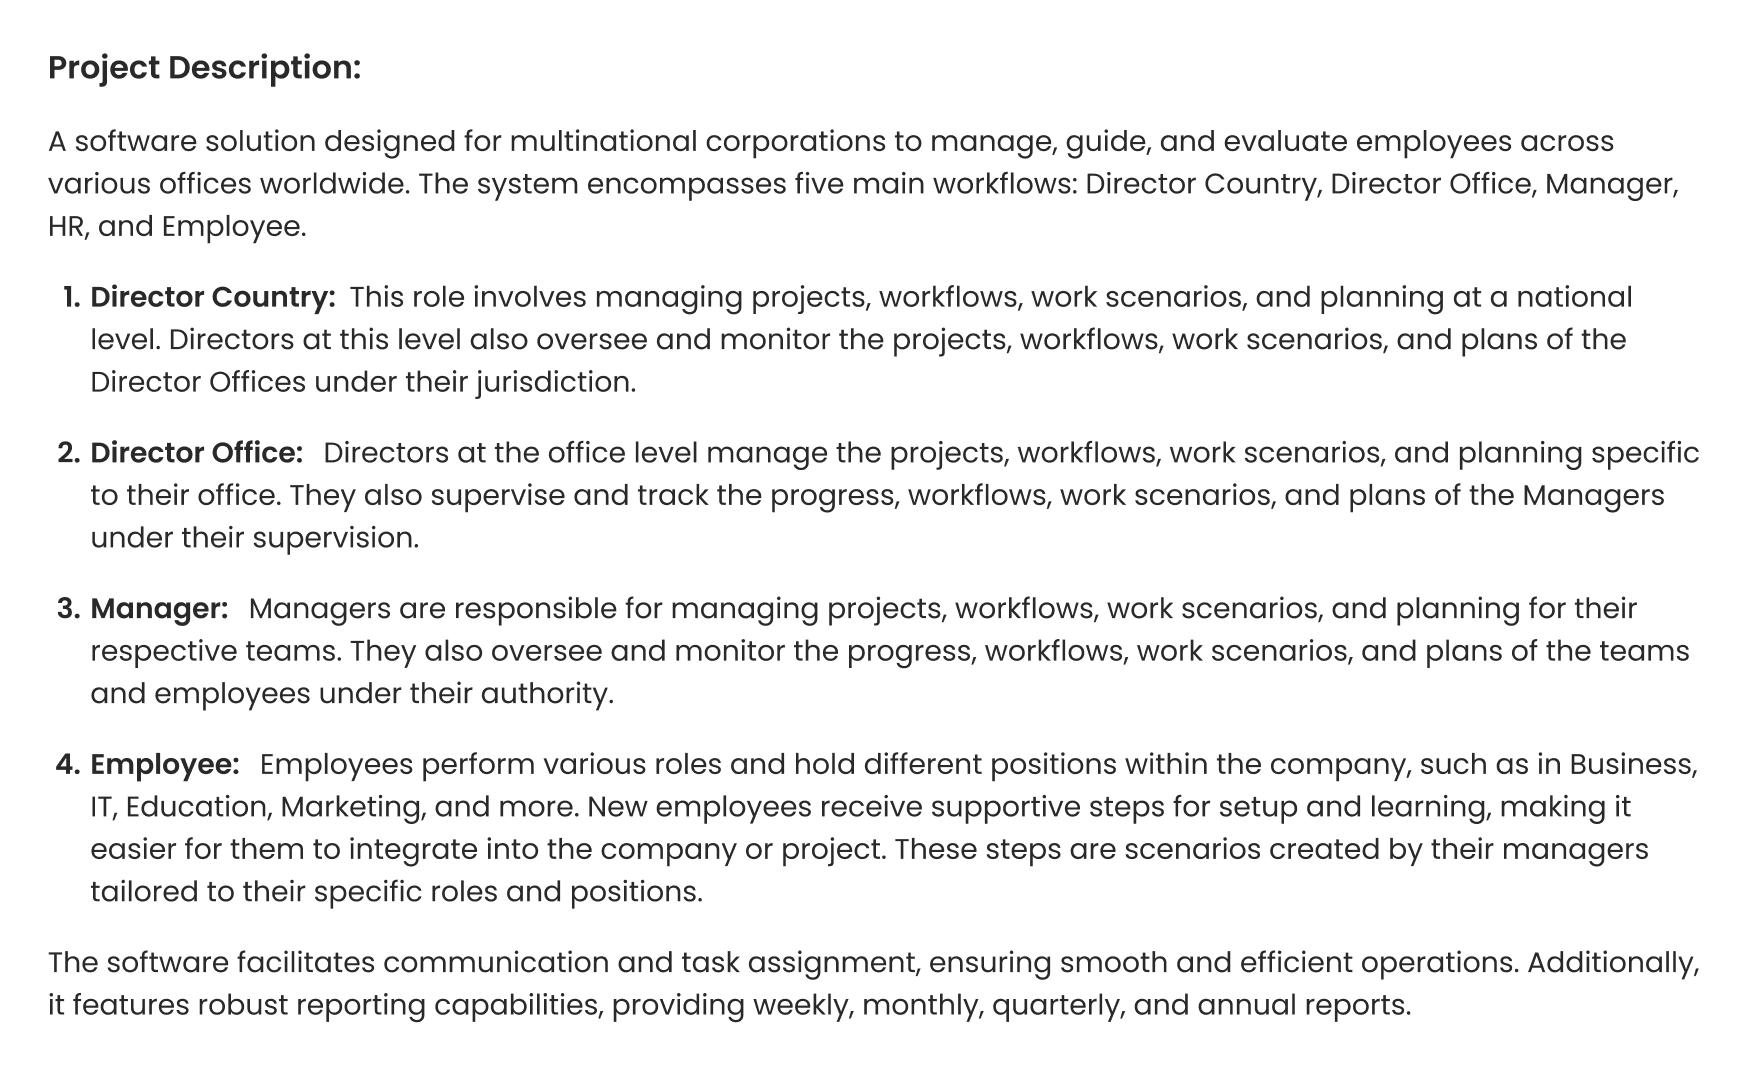 Project Description:
A software solution designed for multinational corporations to manage, guide, and evaluate employees across
various offices worldwide. The system encompasses five main workflows: Director Country, Director Office, Manager,
HR, and Employee.
1. Director Country: This role involves managing projects, workflows, work scenarios, and planning at a national
level. Directors at this level also oversee and monitor the projects, workflows, work scenarios, and plans of the
Director Offices under their jurisdiction.
2. Director Office: Directors at the office level manage the projects, workflows, work scenarios, and planning specific
to their office. They also supervise and track the progress, workflows, work scenarios, and plans of the Managers
under their supervision.
3. Manager: Managers are responsible for managing projects, workflows, work scenarios, and planning for their
respective teams. They also oversee and monitor the progress, workflows, work scenarios, and plans of the teams
and employees under their authority.
4. Employee: Employees perform various roles and hold different positions within the company, such as in Business,
IT, Education, Marketing, and more. New employees receive supportive steps for setup and learning, making it
easier for them to integrate into the company or project. These steps are scenarios created by their managers
tailored to their specific roles and positions.
The software facilitates communication and task assignment, ensuring smooth and efficient operations. Additionally,
it features robust reporting capabilities, providing weekly, monthly, quarterly, and annual reports.